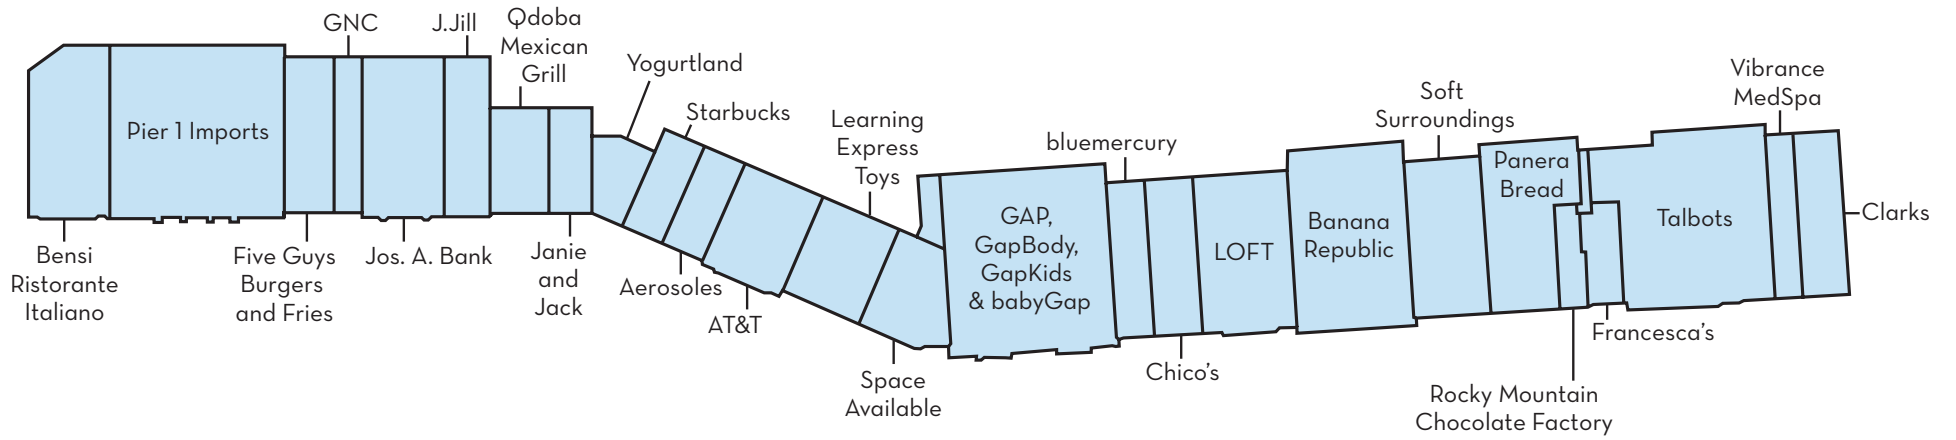 Bensi
Ristorante
Italiano
Pier 1 Imports
Five Guys
Burgers
and Fries
GNC
Jos. A. Bank
J.Jill
Qdoba
Mexican
Grill
Janie
and
Jack
Yogurtland
Starbucks
Aerosoles
AT&T
Learning
Express
Toys
Space
Available
GAP,
GapBody,
GapKids
& babyGap
bluemercury
Chico's
LOFT
Banana
Republic
Soft
Surroundings
Panera
Bread
Rocky Mountain
Chocolate Factory
Francesca's
Talbots
Vibrance
MedSpa
Clarks